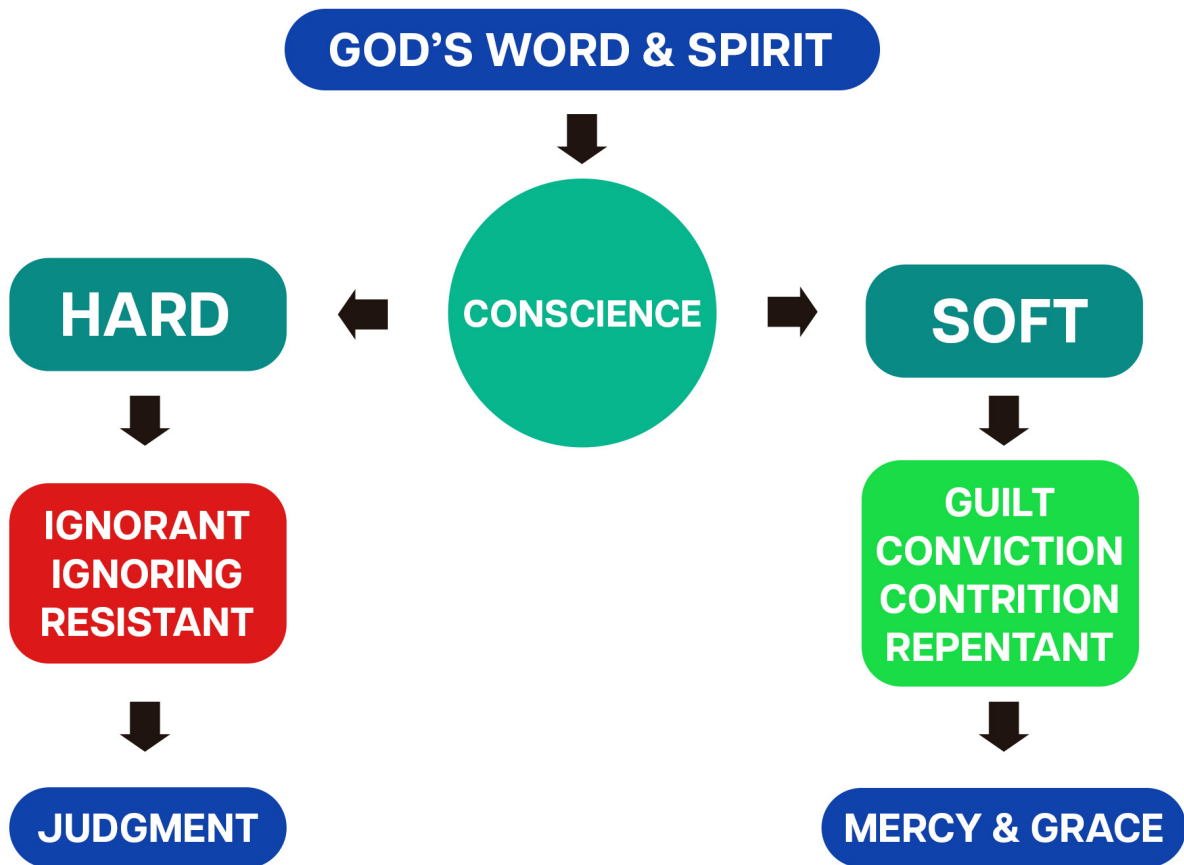 GOD'S WORD & SPIRIT
CONSCIENCE
HARD
SOFT
IGNORANT
IGNORING
RESISTANT
GUILT
CONVICTION
CONTRITION
REPENTANT
JUDGMENT
MERCY & GRACE